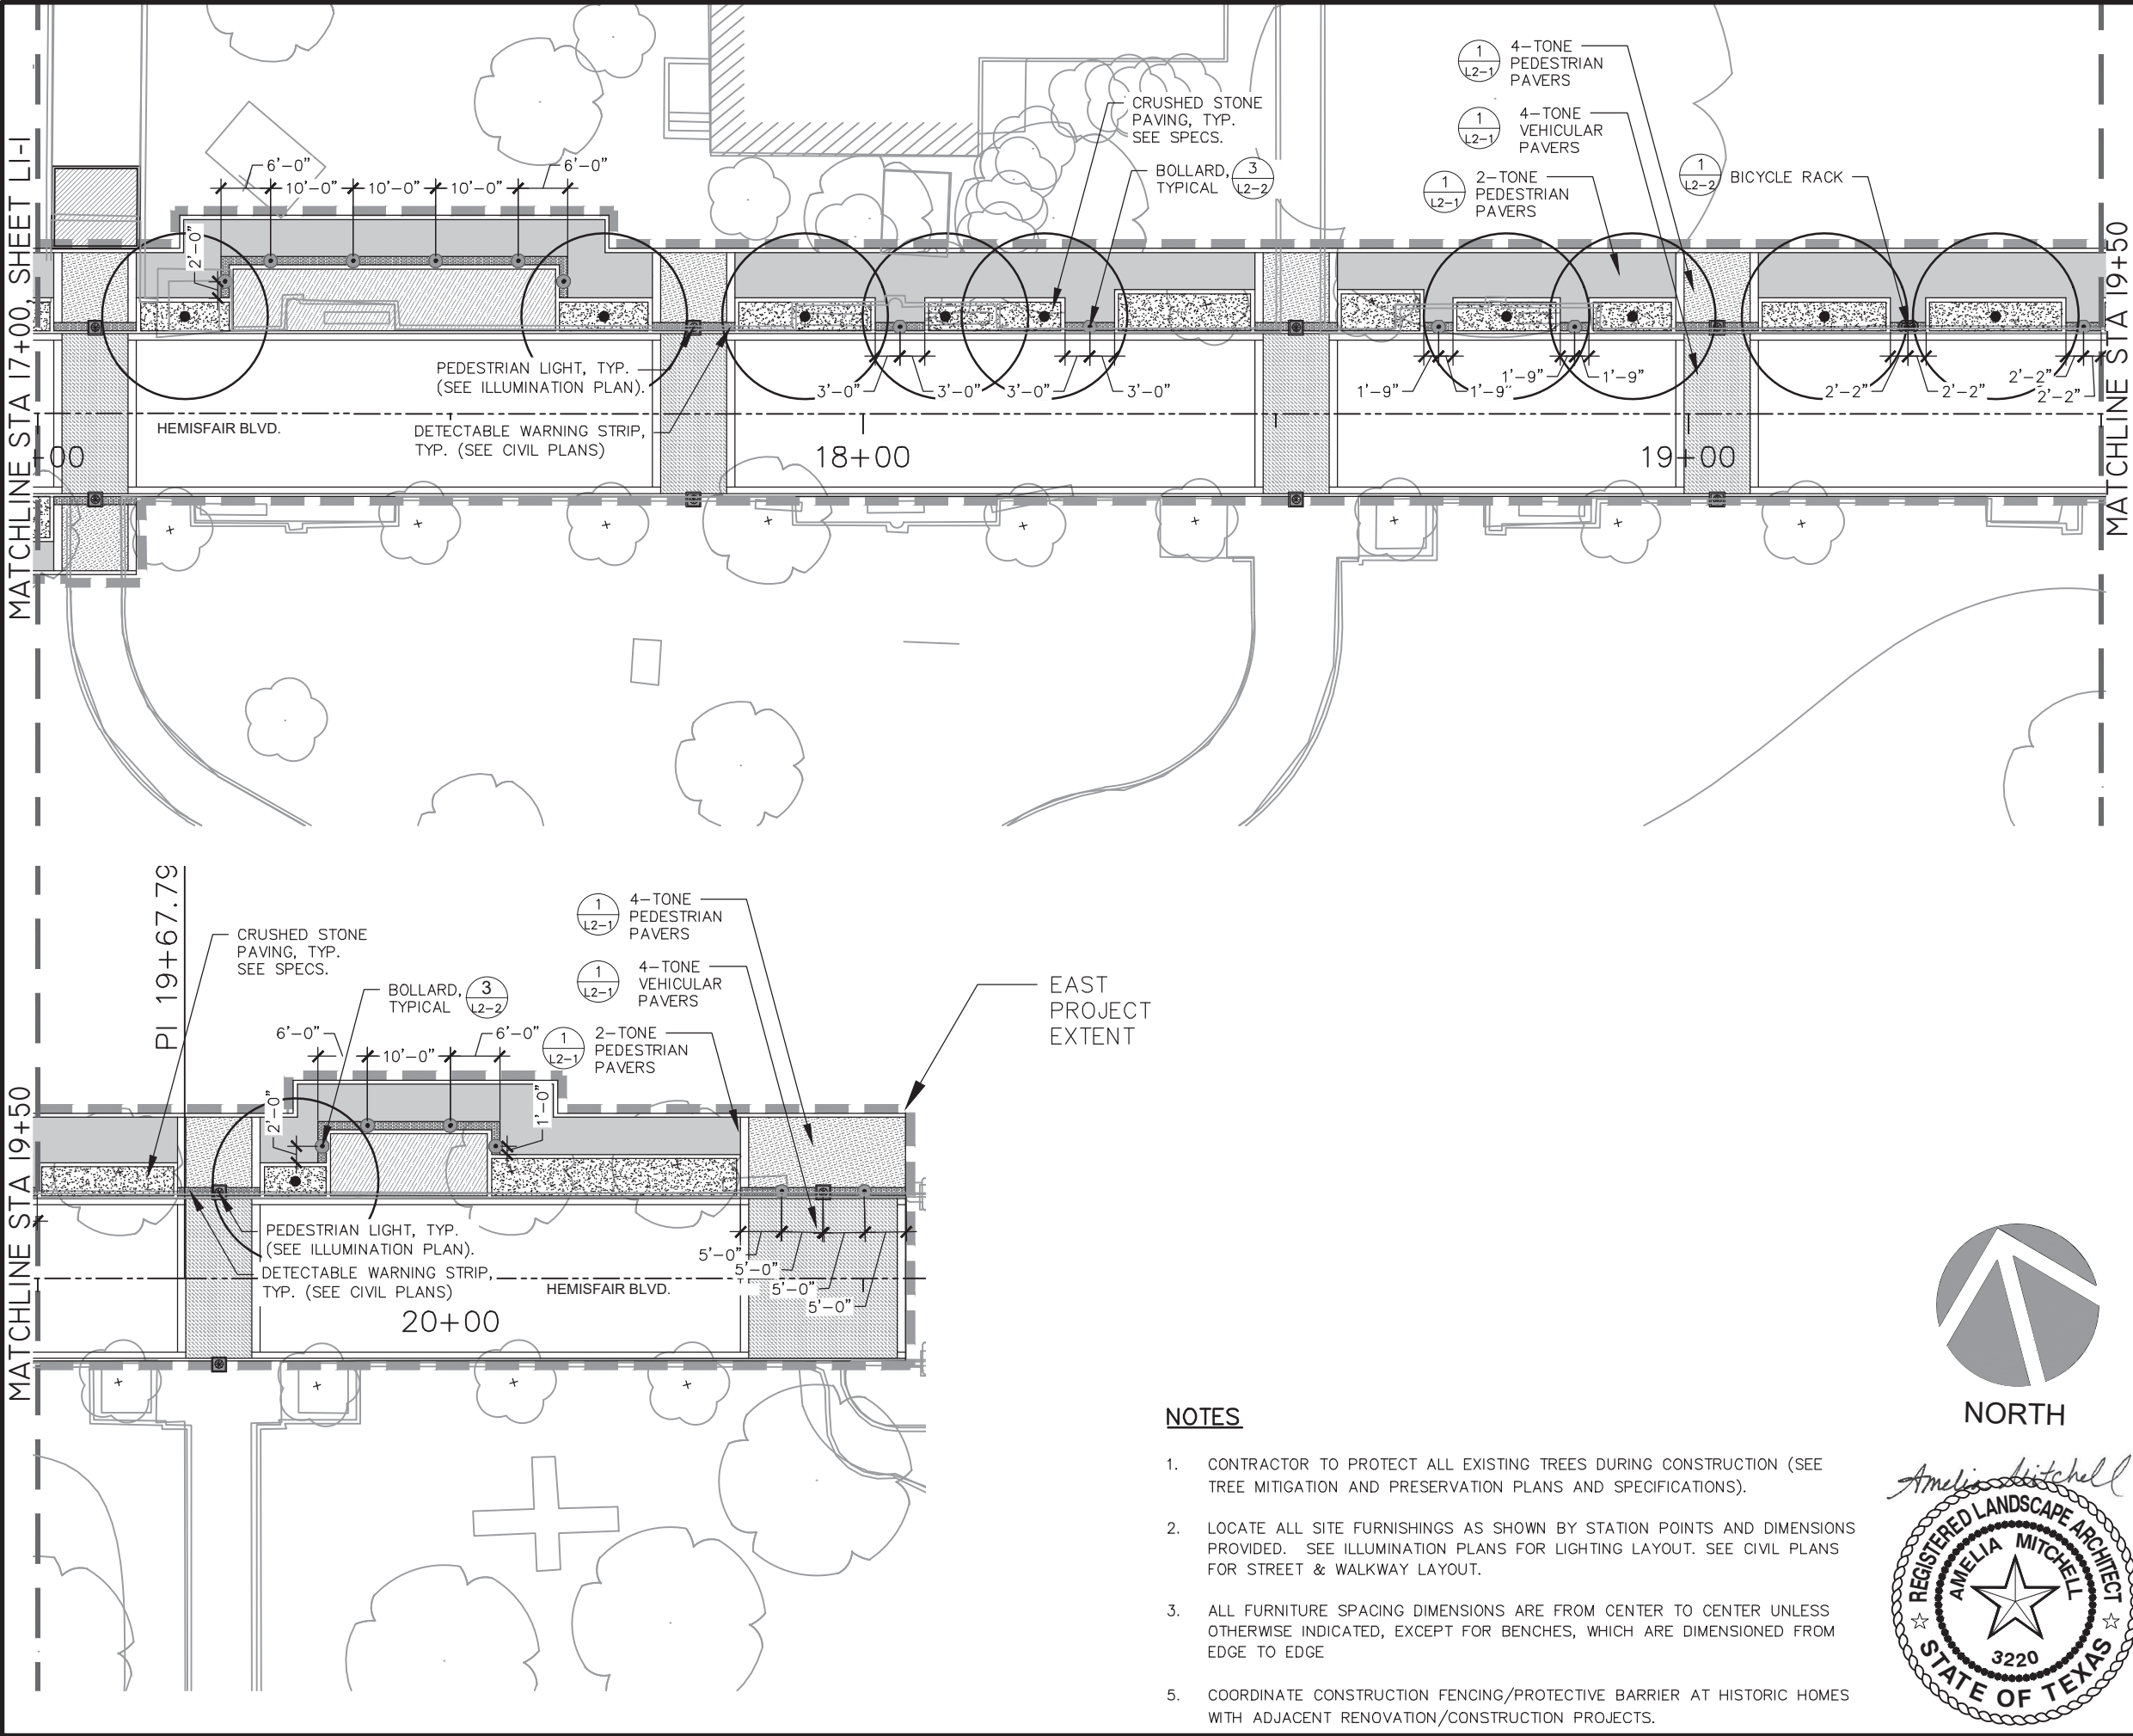 MATCHLINE STA 17+00, SHEET L1-1
6'-0"
10'-0"
10'-0"
10'-0"
6'-0"
2'-0"
CRUSHED STONE
PAVING, TYP.
SEE SPECS.
BOLLARD,
TYPICAL
3
L2-2
1
L2-1
4-TONE
PEDESTRIAN
PAVERS
1
L2-1
4-TONE
VEHICULAR
PAVERS
1
L2-1
2-TONE
PEDESTRIAN
PAVERS
1
L2-2
BICYCLE RACK
MATCHLINE STA 19+50
PEDESTRIAN LIGHT, TYP.
(SEE ILLUMINATION PLAN).
3'-0"
3'-0"
3'-0"
3'-0"
1'-9"
1'-9"
1'-9"
1'-9"
2'-2"
2'-2"
2'-2"
2'-2"
HEMISFAIR BLVD.
DETECTABLE WARNING STRIP,
TYP. (SEE CIVIL PLANS)
+00
18+00
19+00
PI 19+67.79
MATCHLINE STA 19+50
CRUSHED STONE
PAVING, TYP.
SEE SPECS.
BOLLARD,
TYPICAL
3
L2-2
1
L2-1
4-TONE
PEDESTRIAN
PAVERS
1
L2-1
4-TONE
VEHICULAR
PAVERS
1
L2-1
2-TONE
PEDESTRIAN
PAVERS
EAST
PROJECT
EXTENT
6'-0"
10'-0"
6'-0"
2'-0"
1'-0"
PEDESTRIAN LIGHT, TYP.
(SEE ILLUMINATION PLAN).
DETECTABLE WARNING STRIP,
TYP. (SEE CIVIL PLANS)
HEMISFAIR BLVD.
5'-0"
5'-0"
5'-0"
5'-0"
20+00
NORTH
NOTES
1. CONTRACTOR TO PROTECT ALL EXISTING TREES DURING CONSTRUCTION (SEE
TREE MITIGATION AND PRESERVATION PLANS AND SPECIFICATIONS).
2. LOCATE ALL SITE FURNISHINGS AS SHOWN BY STATION POINTS AND DIMENSIONS
PROVIDED. SEE ILLUMINATION PLANS FOR LIGHTING LAYOUT. SEE CIVIL PLANS
FOR STREET & WALKWAY LAYOUT.
3. ALL FURNITURE SPACING DIMENSIONS ARE FROM CENTER TO CENTER UNLESS
OTHERWISE INDICATED, EXCEPT FOR BENCHES, WHICH ARE DIMENSIONED FROM
EDGE TO EDGE
5. COORDINATE CONSTRUCTION FENCING/PROTECTIVE BARRIER AT HISTORIC HOMES
WITH ADJACENT RENOVATION/CONSTRUCTION PROJECTS.
Amelia Mitchell
REGISTERED LANDSCAPE ARCHITECT
AMELIA MITCHELL
3220
STATE OF TEXAS